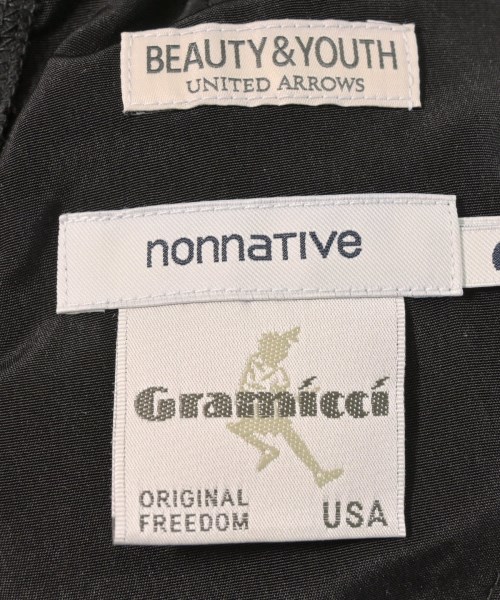 BEAUTY&YOUTH
UNITED ARROWS
nonnative
Gramicci
ORIGINAL
FREEDOM
USA